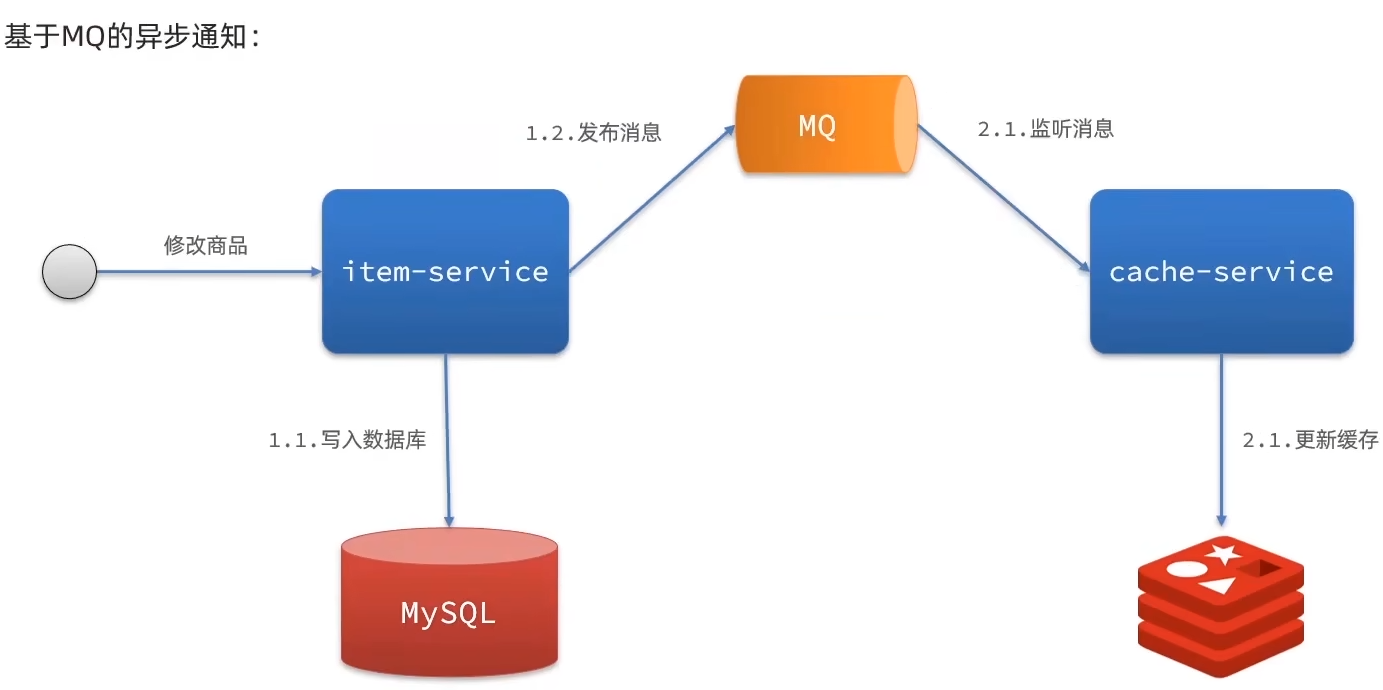 基于MQ的异步通知：
MQ
1.2.发布消息
2.1.监听消息
修改商品
item-service
cache-service
1.1.写入数据库
2.1.更新缓存
MySQL